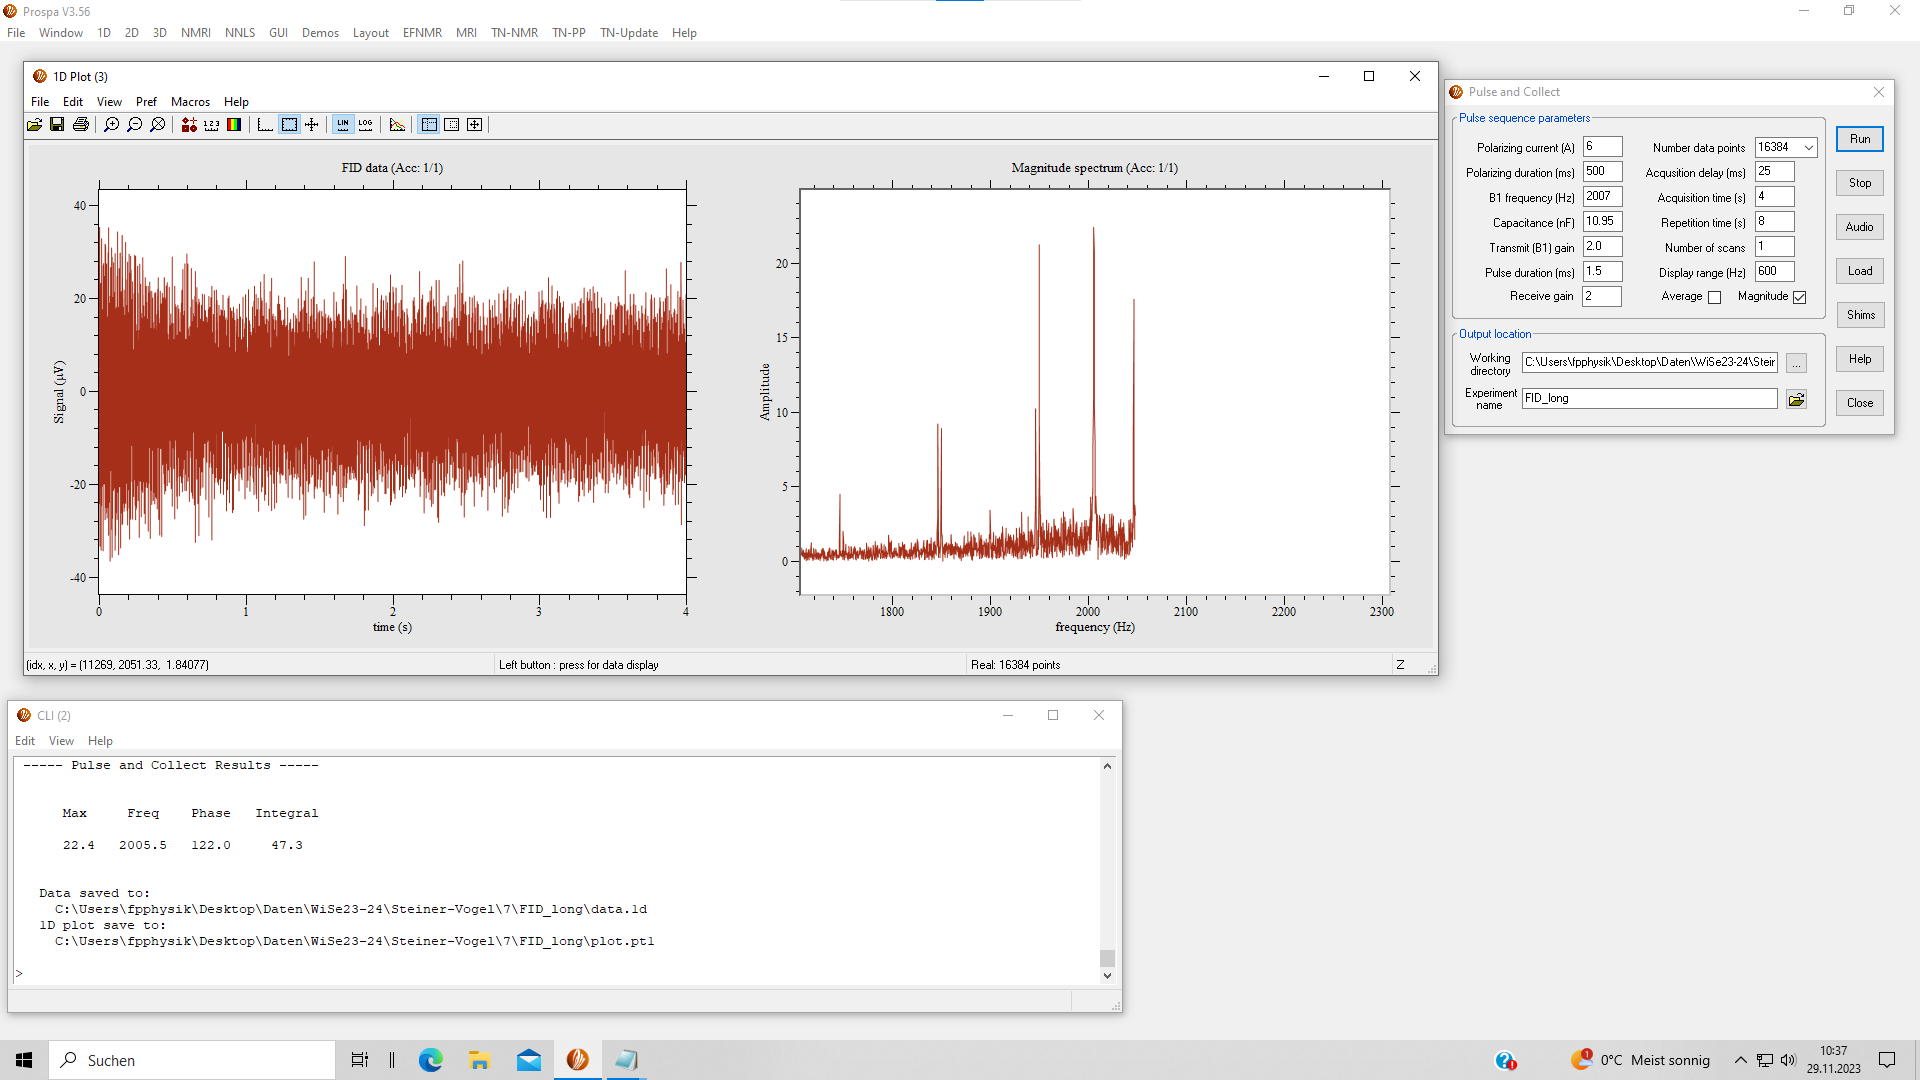 Prospa V3.56
File Window 1D 2D 3D NMRI NNLS GUI Demos Layout EFNMR MRI TN-NMR TN-PP TN-Update Help
1D Plot (3)
File Edit View Pref Macros Help
1 2 3 LIN LOG
FID data (Acc: 1/1)
40
20
0
-20
-40
Signal (µV)
0 1 2 3 4
time (s)
Magnitude spectrum (Acc: 1/1)
20
15
10
5
0
Amplitude
1800 1900 2000 2100 2200 2300
frequency (Hz)
(idx, x, y) = (11269, 2051.33, 1.84077)
Left button : press for data display
Real: 16384 points
Z
Pulse and Collect
Pulse sequence parameters
Polarizing current (A) 6 Number data points 16384
Polarizing duration (ms) 500 Acqusition delay (ms) 25
B1 frequency (Hz) 2007 Acquisition time (s) 4
Capacitance (nF) 10.95 Repetition time (s) 8
Transmit (B1) gain 2.0 Number of scans 1
Pulse duration (ms) 1.5 Display range (Hz) 600
Receive gain 2 Average Magnitude
Output location
Working directory C:\Users\fpphysik\Desktop\Daten\WiSe23-24\Steir ...
Experiment name FID_long
Run
Stop
Audio
Load
Shims
Help
Close
CLI (2)
Edit View Help
----- Pulse and Collect Results -----
Max Freq Phase Integral
22.4 2005.5 122.0 47.3
Data saved to:
C:\Users\fpphysik\Desktop\Daten\WiSe23-24\Steiner-Vogel\7\FID_long\data.1d
1D plot save to:
C:\Users\fpphysik\Desktop\Daten\WiSe23-24\Steiner-Vogel\7\FID_long\plot.pt1
>
Suchen
1
0°C Meist sonnig
10:37
29.11.2023